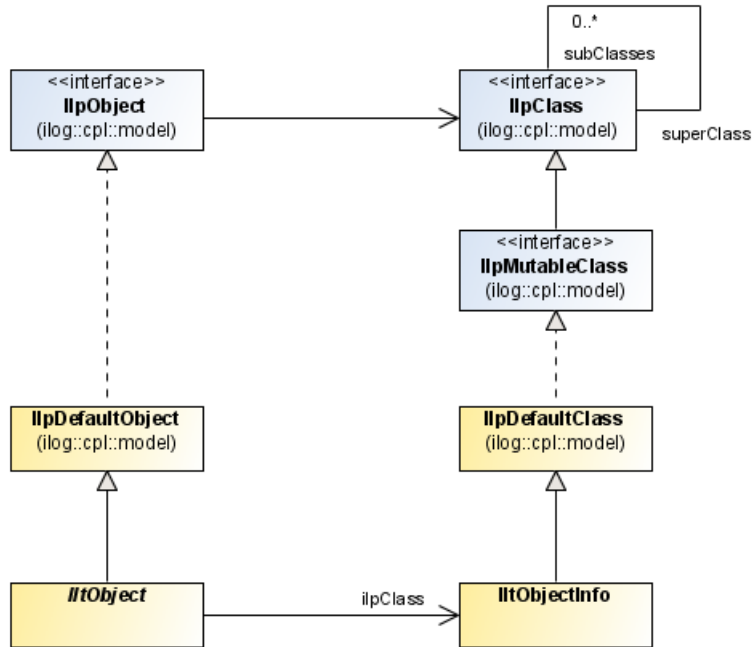 0..*
subClasses
<<interface>>
IlpObject
(ilog::cpl::model)
<<interface>>
IlpClass
(ilog::cpl::model)
superClass
<<interface>>
IlpMutableClass
(ilog::cpl::model)
IlpDefaultObject
(ilog::cpl::model)
IlpDefaultClass
(ilog::cpl::model)
IltObject
ilpClass
IltObjectInfo